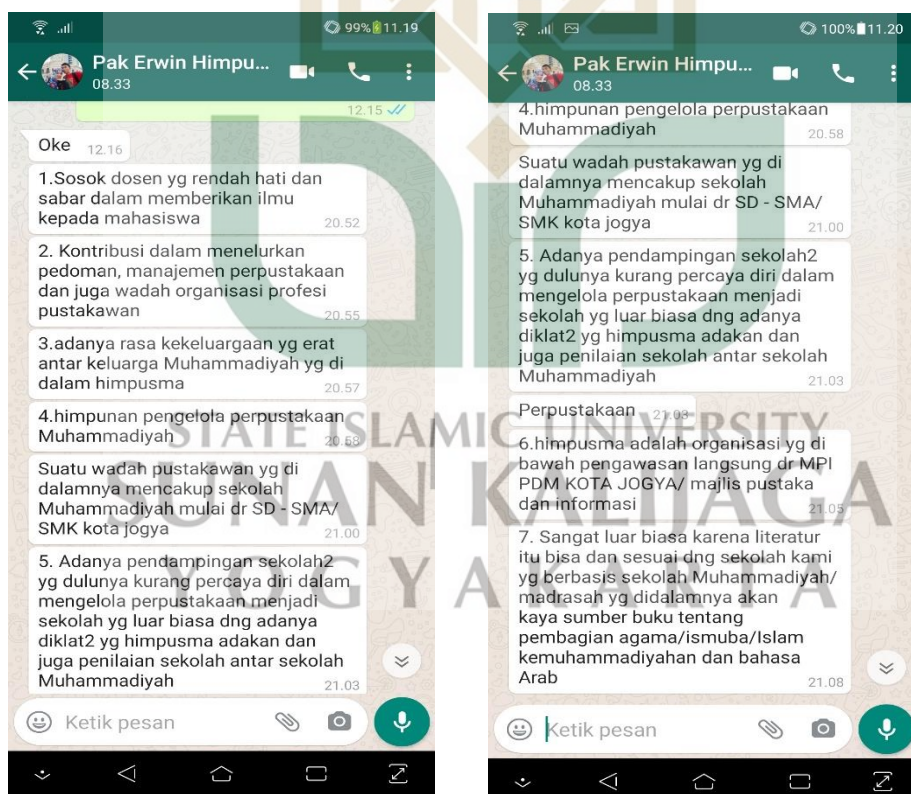 99% 11.19
Pak Erwin Himpu...
08.33
12.15
Oke 12.16
1.Sosok dosen yg rendah hati dan
sabar dalam memberikan ilmu
kepada mahasiswa
20.52
2. Kontribusi dalam menelurkan
pedoman, manajemen perpustakaan
dan juga wadah organisasi profesi
pustakawan
20.55
3.adanya rasa kekeluargaan yg erat
antar keluarga Muhammadiyah yg di
dalam himpusma
20.57
4.himpunan pengelola perpustakaan
Muhammadiyah
20.58
Suatu wadah pustakawan yg di
dalamnya mencakup sekolah
Muhammadiyah mulai dr SD - SMA/
SMK kota jogya
21.00
5. Adanya pendampingan sekolah2
yg dulunya kurang percaya diri dalam
mengelola perpustakaan menjadi
sekolah yg luar biasa dng adanya
diklat2 yg himpusma adakan dan
juga penilaian sekolah antar sekolah
Muhammadiyah
21.03
Ketik pesan
100% 11.20
Pak Erwin Himpu...
08.33
4.himpunan pengelola perpustakaan
Muhammadiyah
20.58
Suatu wadah pustakawan yg di
dalamnya mencakup sekolah
Muhammadiyah mulai dr SD - SMA/
SMK kota jogya
21.00
5. Adanya pendampingan sekolah2
yg dulunya kurang percaya diri dalam
mengelola perpustakaan menjadi
sekolah yg luar biasa dng adanya
diklat2 yg himpusma adakan dan
juga penilaian sekolah antar sekolah
Muhammadiyah
21.03
Perpustakaan 21.03
6.himpusma adalah organisasi yg di
bawah pengawasan langsung dr MPI
PDM KOTA JOGYA/ majlis pustaka
dan informasi
21.05
7. Sangat luar biasa karena literatur
itu bisa dan sesuai dng sekolah kami
yg berbasis sekolah Muhammadiyah/
madrasah yg didalamnya akan
kaya sumber buku tentang
pembagian agama/ismuba/Islam
kemuhammadiyahan dan bahasa
Arab
21.08
Ketik pesan
STATE ISLAMIC UNIVERSITY
SUNAN KALIJAGA
YOGYAKARTA